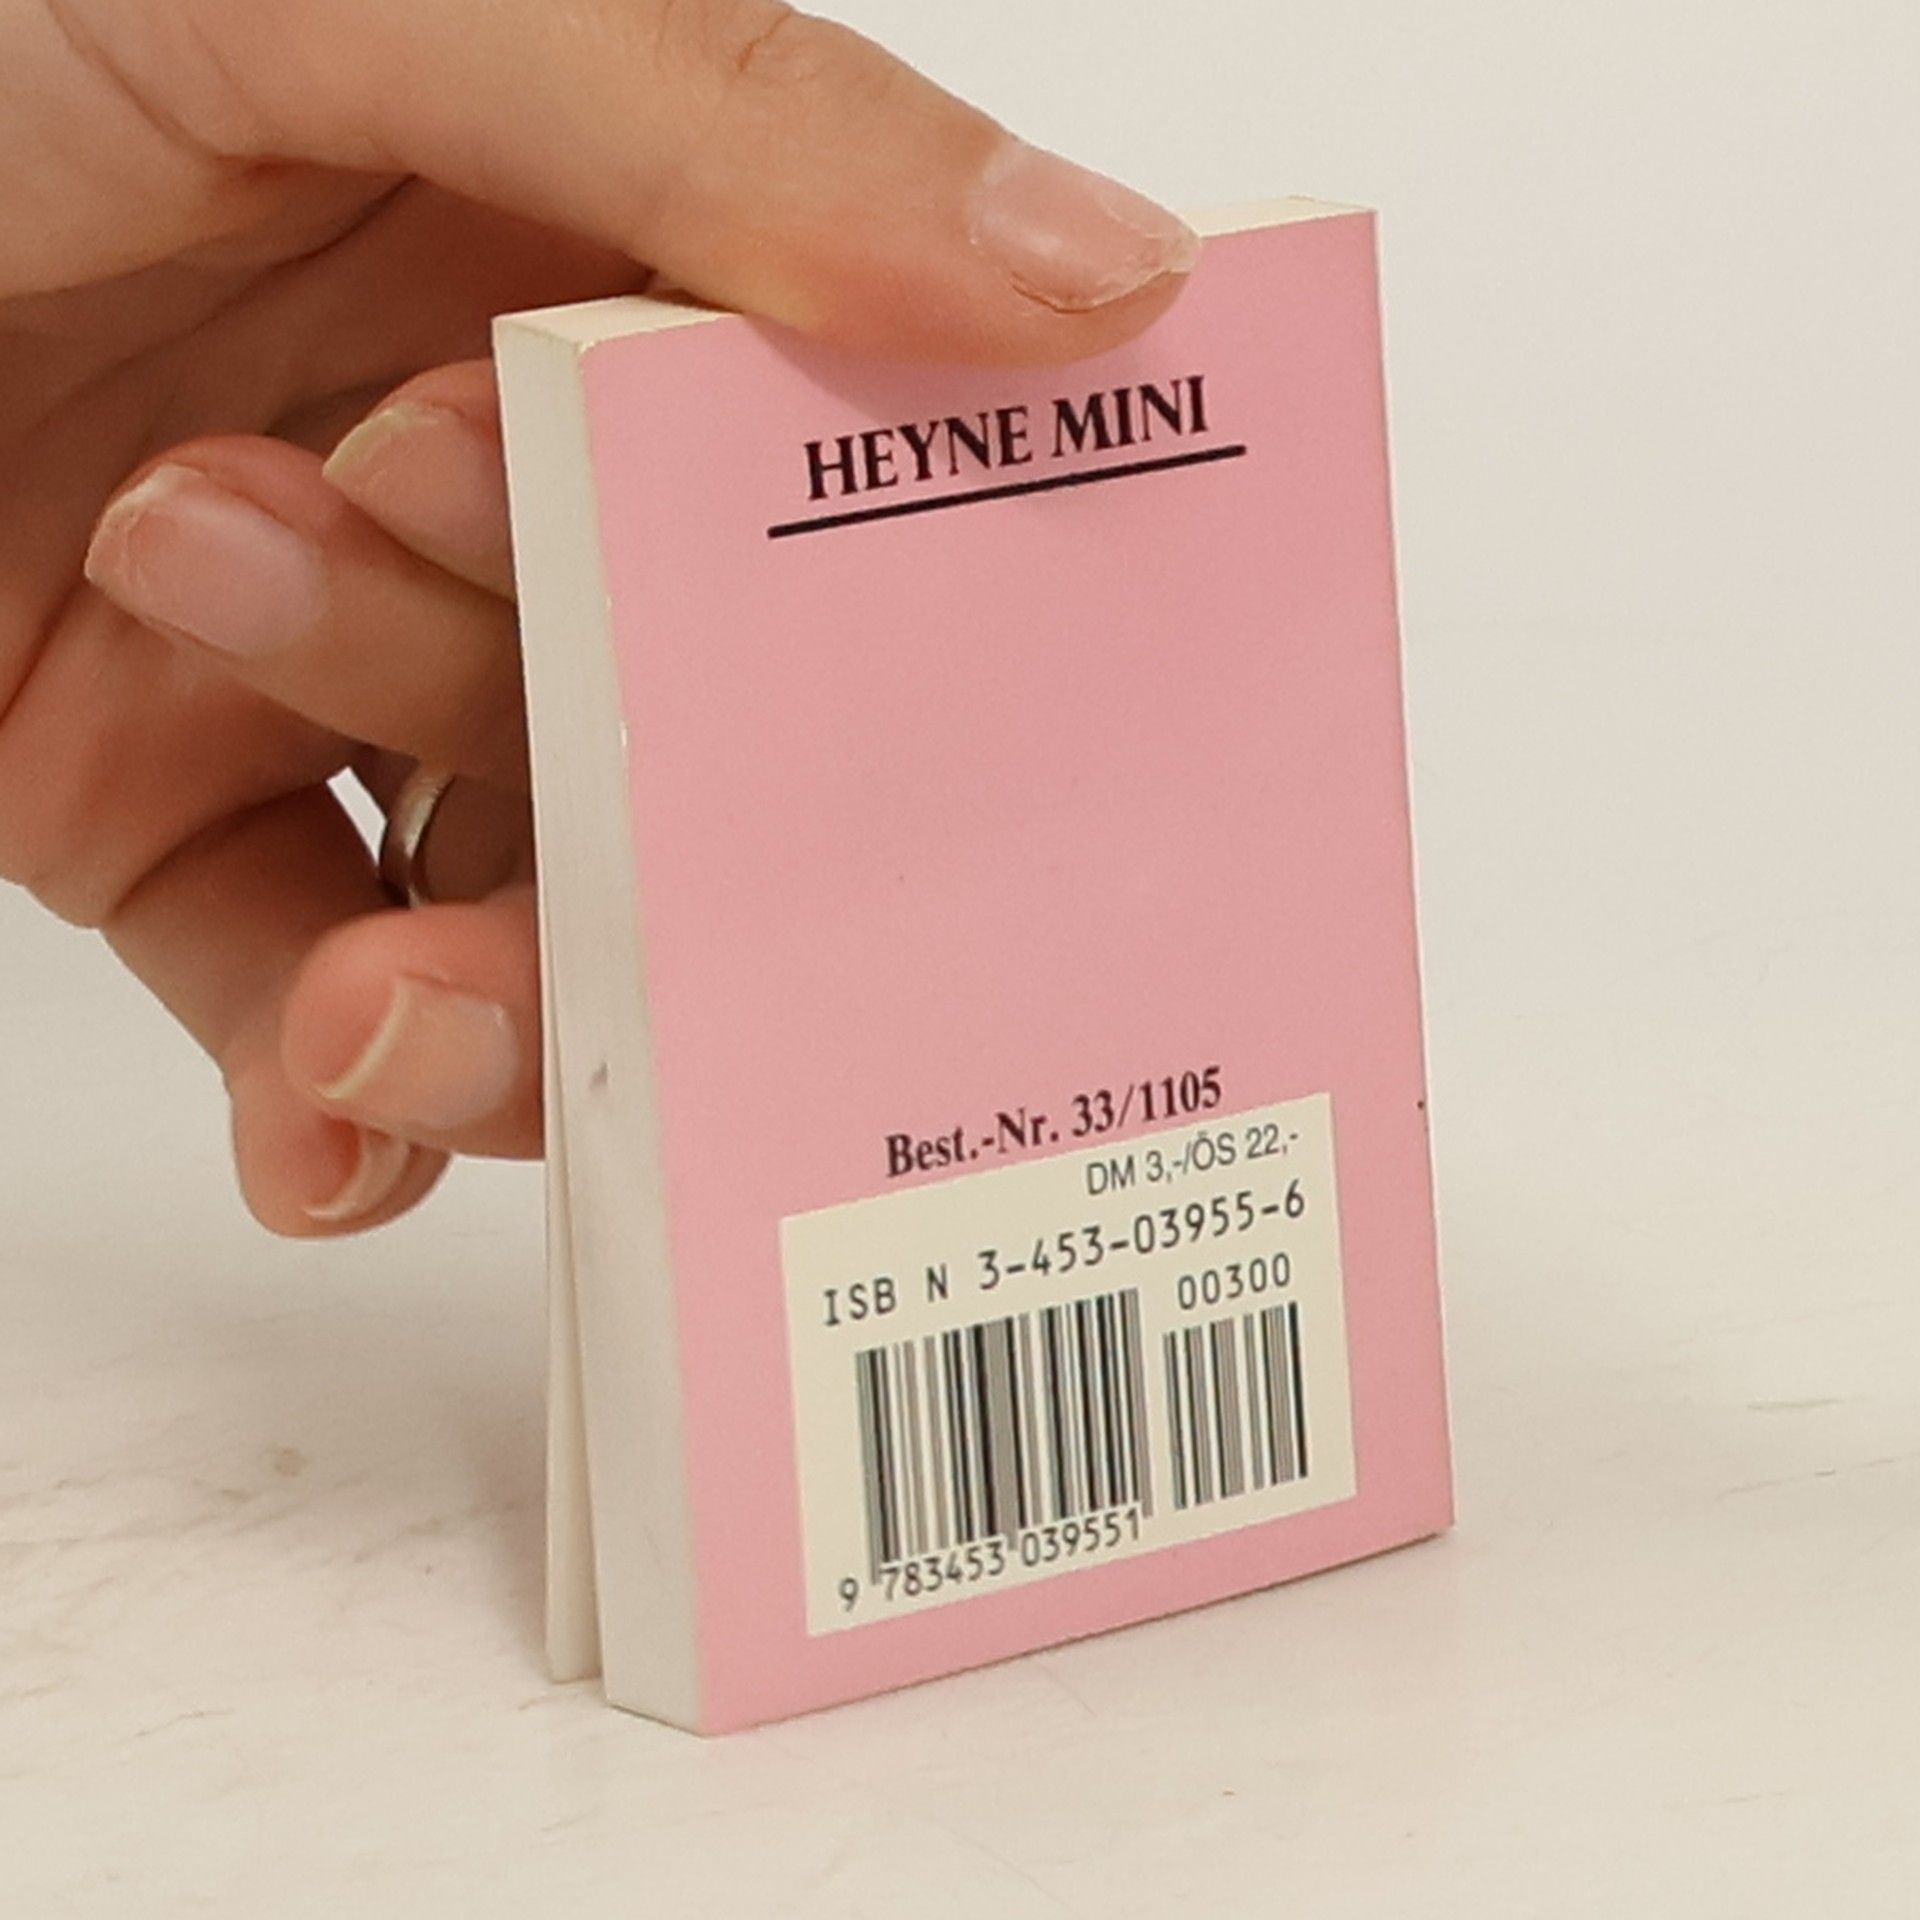 HEYNE MINI
Best.-Nr. 33/1105
DM 3,-/ÖS 22,-
ISB N 3-453-03955-6
00300
9 783453 039551